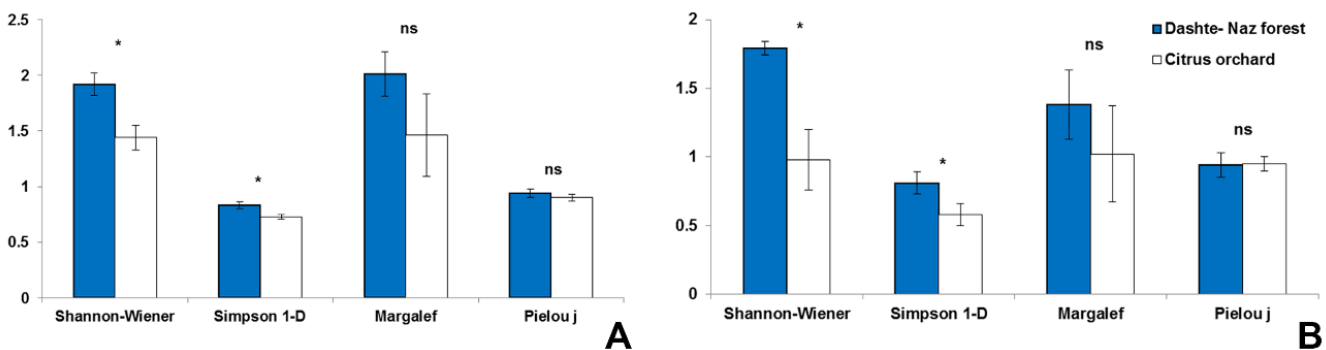 2.5
2
1.5
1
0.5
0
*
*
ns
ns
Shannon-Wiener Simpson 1-D Margalef Pielou j
A
2
1.5
1
0.5
0
*
*
ns
ns
Dashte- Naz forest
Citrus orchard
Shannon-Wiener Simpson 1-D Margalef Pielou j
B